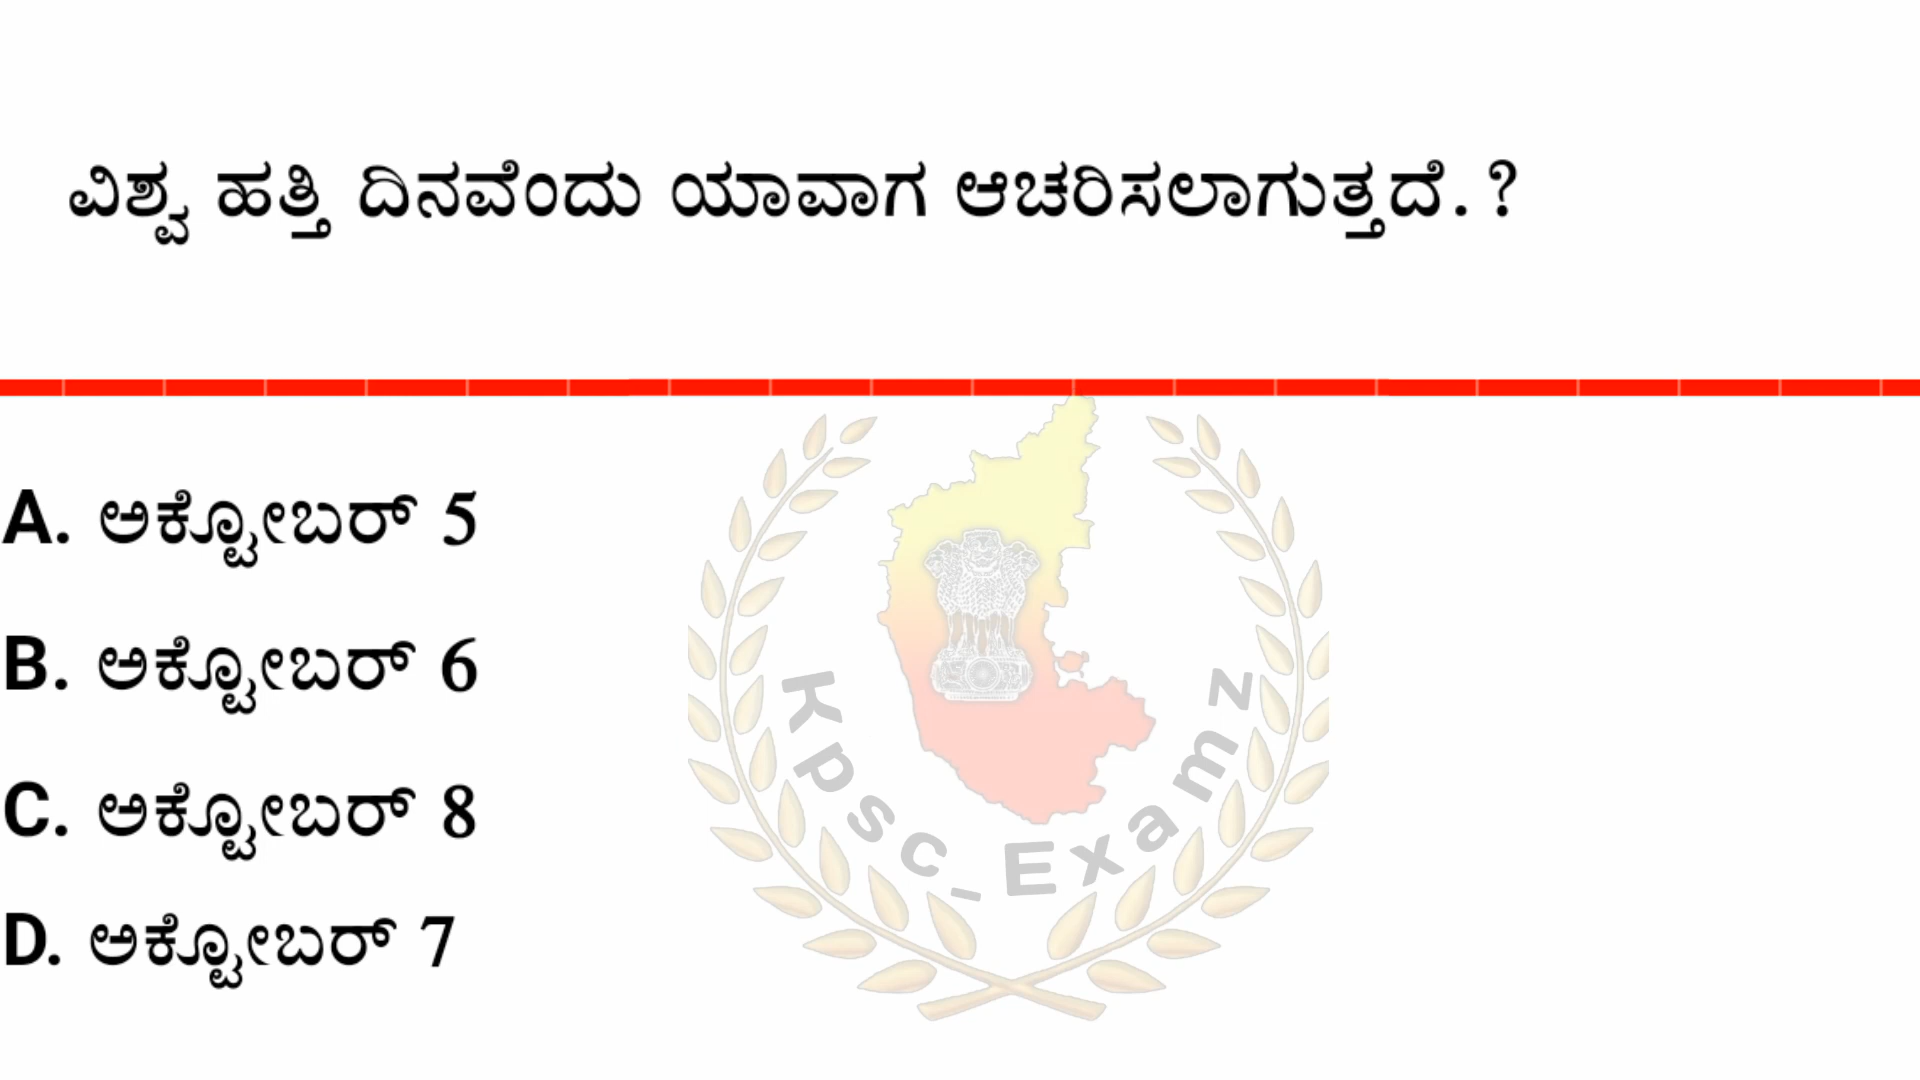 ವಿಶ್ವ ಹತ್ತಿ ದಿನವೆಂದು ಯಾವಾಗ ಆಚರಿಸಲಾಗುತ್ತದೆ.?
A. ಅಕ್ಟೋಬರ್ 5
B. ಅಕ್ಟೋಬರ್ 6
C. ಅಕ್ಟೋಬರ್ 8
D. ಅಕ್ಟೋಬರ್ 7
Kpsc_Examz